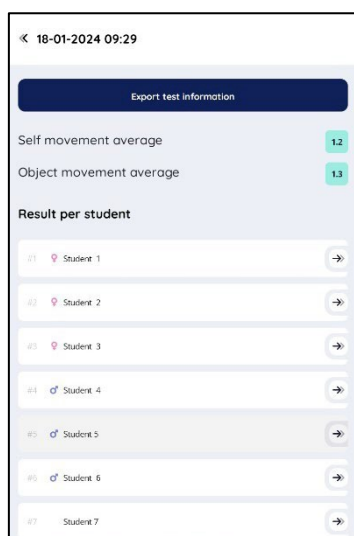 18-01-2024 09:29
Export test information
Self movement average 1.2
Object movement average 1.3
Result per student
#1 Student 1
#2 Student 2
#3 Student 3
#4 Student 4
#5 Student 5
#6 Student 6
#7 Student 7